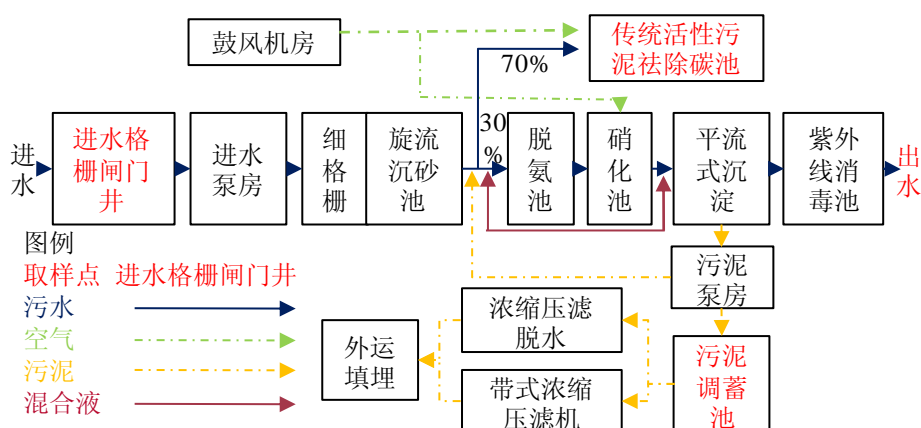 鼓风机房
传统活性污
泥祛除碳池
70%
30
%
进
水
进水格
栅闸门
井
进水
泵房
细
格
栅
旋流
沉砂
池
脱
氨
池
硝
化
池
平流
式沉
淀
紫外
线消
毒池
出
水
图例
取样点 进水格栅闸门井
污水
空气
污泥
混合液
污泥
泵房
浓缩压滤
脱水
外运
填埋
带式浓缩
压滤机
污泥
调蓄
池